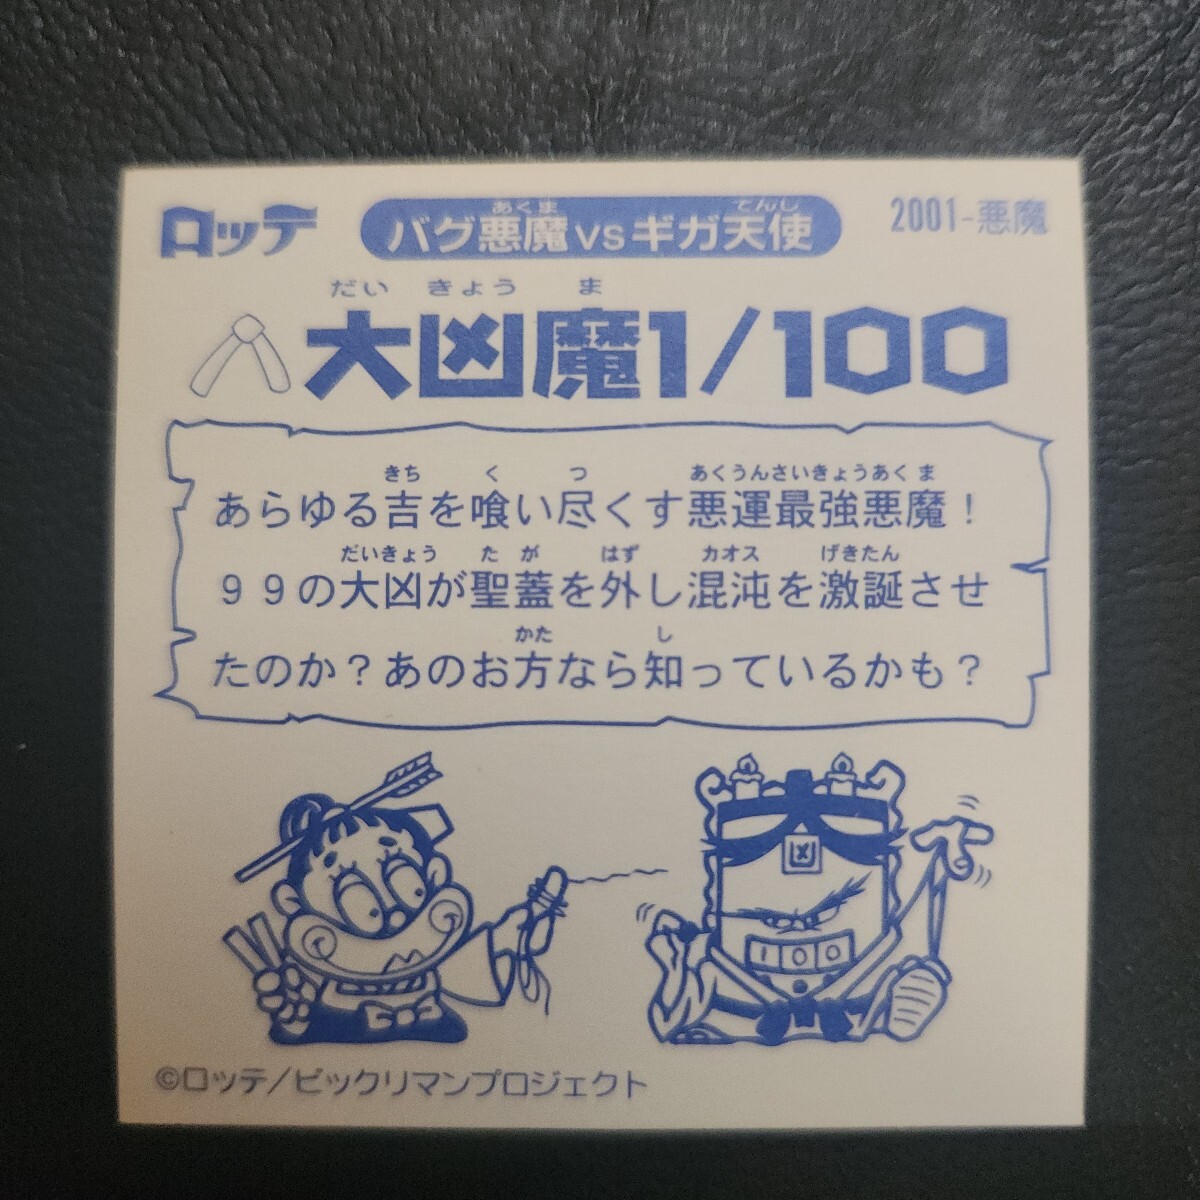 ロッテ
バグ悪魔vsギガ天使
あくま
てんし
2001-悪魔
だいきょうま
大凶魔1/100
きち く つ あくうんさいきょうあくま
あらゆる吉を喰い尽くす悪運最強悪魔！
だいきょう たが はず カオス げきたん
99の大凶が聖蓋を外し混沌を激誕させ
かた し
たのか？あのお方なら知っているかも？
大
凶
100
©ロッテ/ビックリマンプロジェクト